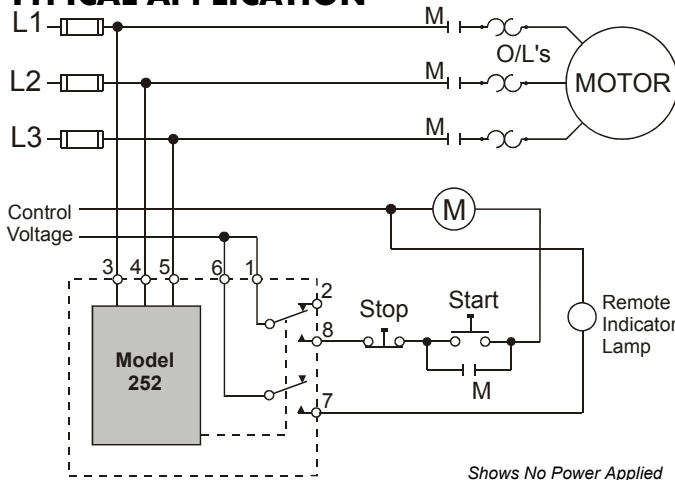 TYPICAL APPLICATION
L1
M
O/L's
L2
M
MOTOR
L3
M
Control
Voltage
M
3 4 5 6 1
2
Stop
Start
8
Remote
Indicator
Lamp
Model
252
M
7
Shows No Power Applied